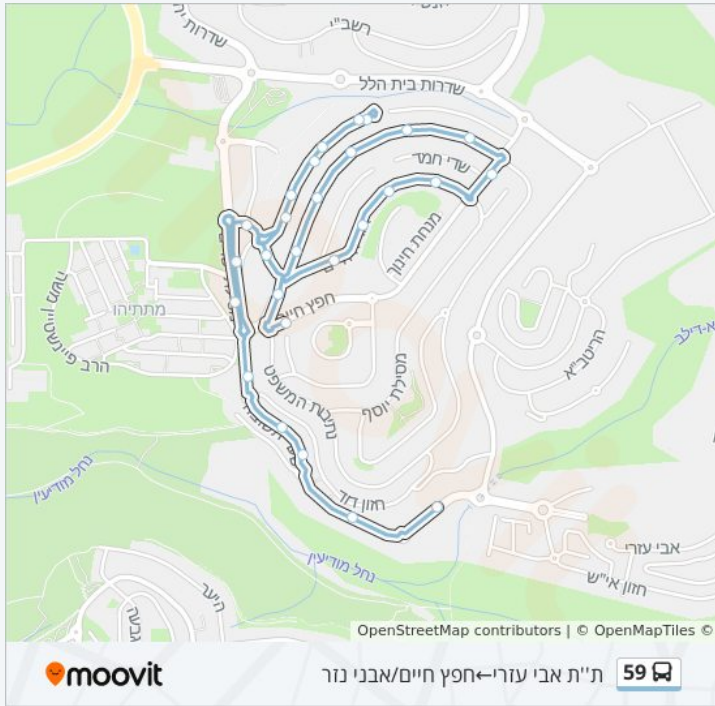 רשב"י
שדרות בית הלל
שדי חמד
מנחת חינוך
חפץ חיים
מתתיהו
הרב פיינשטיין משה
הריטב"א
מסילת יוסף
נתיבות המשפט
נחל מודיעין
חזון דוד
אבי עזרי
חזון אי"ש
נחל מודיעין
היער
OpenStreetMap contributors | © OpenMapTiles ©
59 ת''ת אבי עזרי←חפץ חיים/אבני נזר
moovit